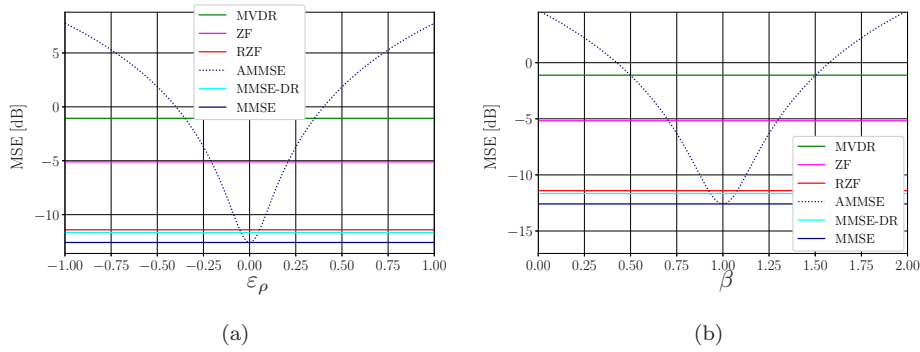 MSE [dB]
5
0
−5
−10
−1.00 −0.75 −0.50 −0.25 0.00 0.25 0.50 0.75 1.00
ε_ρ
MVDR
ZF
RZF
AMMSE
MMSE-DR
MMSE
(a)
MSE [dB]
0
−5
−10
−15
0.00 0.25 0.50 0.75 1.00 1.25 1.50 1.75 2.00
β
MVDR
ZF
RZF
AMMSE
MMSE-DR
MMSE
(b)